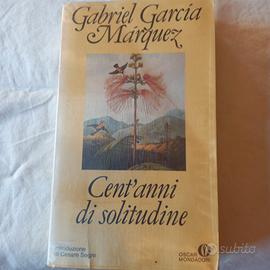 Gabriel García
Márquez
Cent'anni
di solitudine
introduzione
di Cesare Segre
OSCAR
MONDADORI
subito